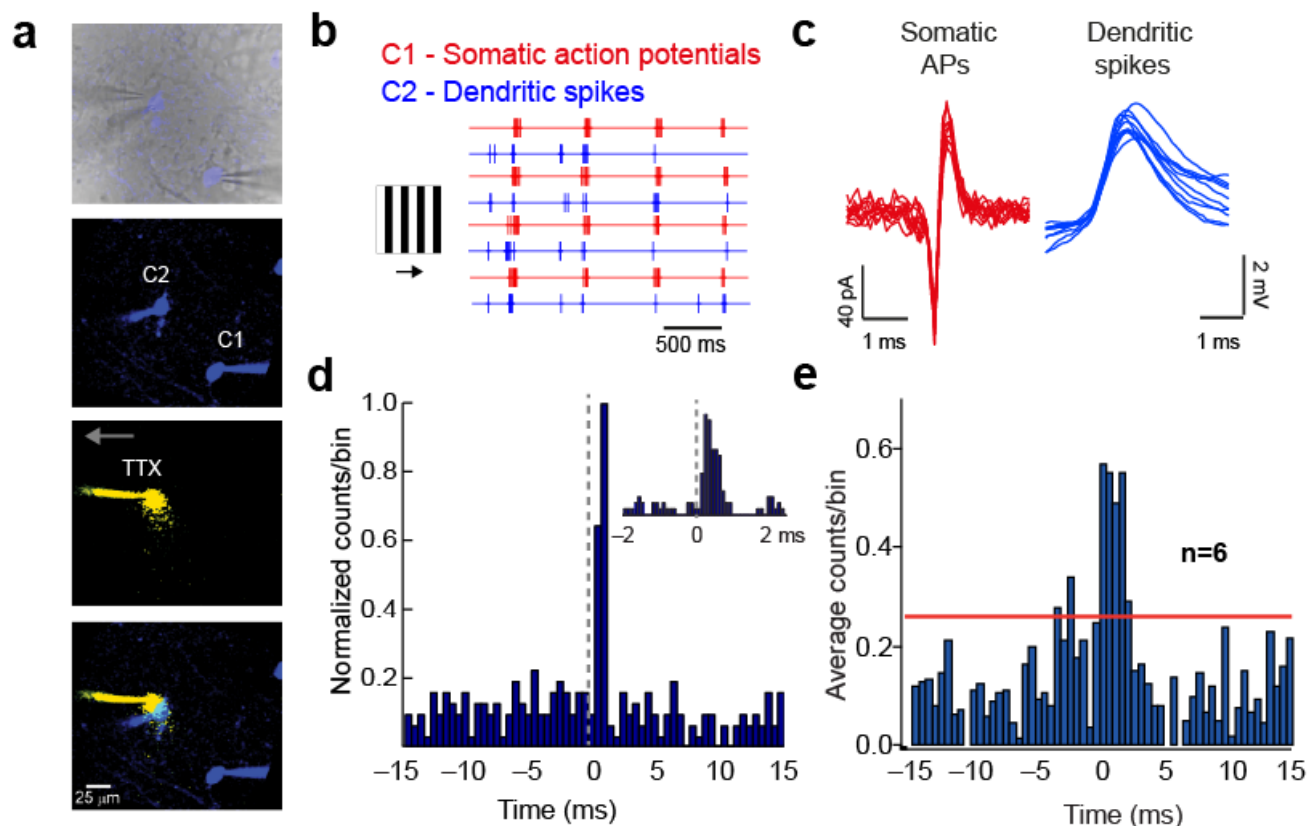 a
C2
C1
TTX
25 μm
b
C1 - Somatic action potentials
C2 - Dendritic spikes
500 ms
c
Somatic
APs
Dendritic
spikes
40 pA
1 ms
2 mV
1 ms
d
Normalized counts/bin
1.0
0.8
0.6
0.4
0.2
–15
–10
–5
0
5
10
15
Time (ms)
–2
0
2 ms
e
Average counts/bin
0.6
0.4
0.2
0.0
n=6
–15
–10
–5
0
5
10
15
Time (ms)